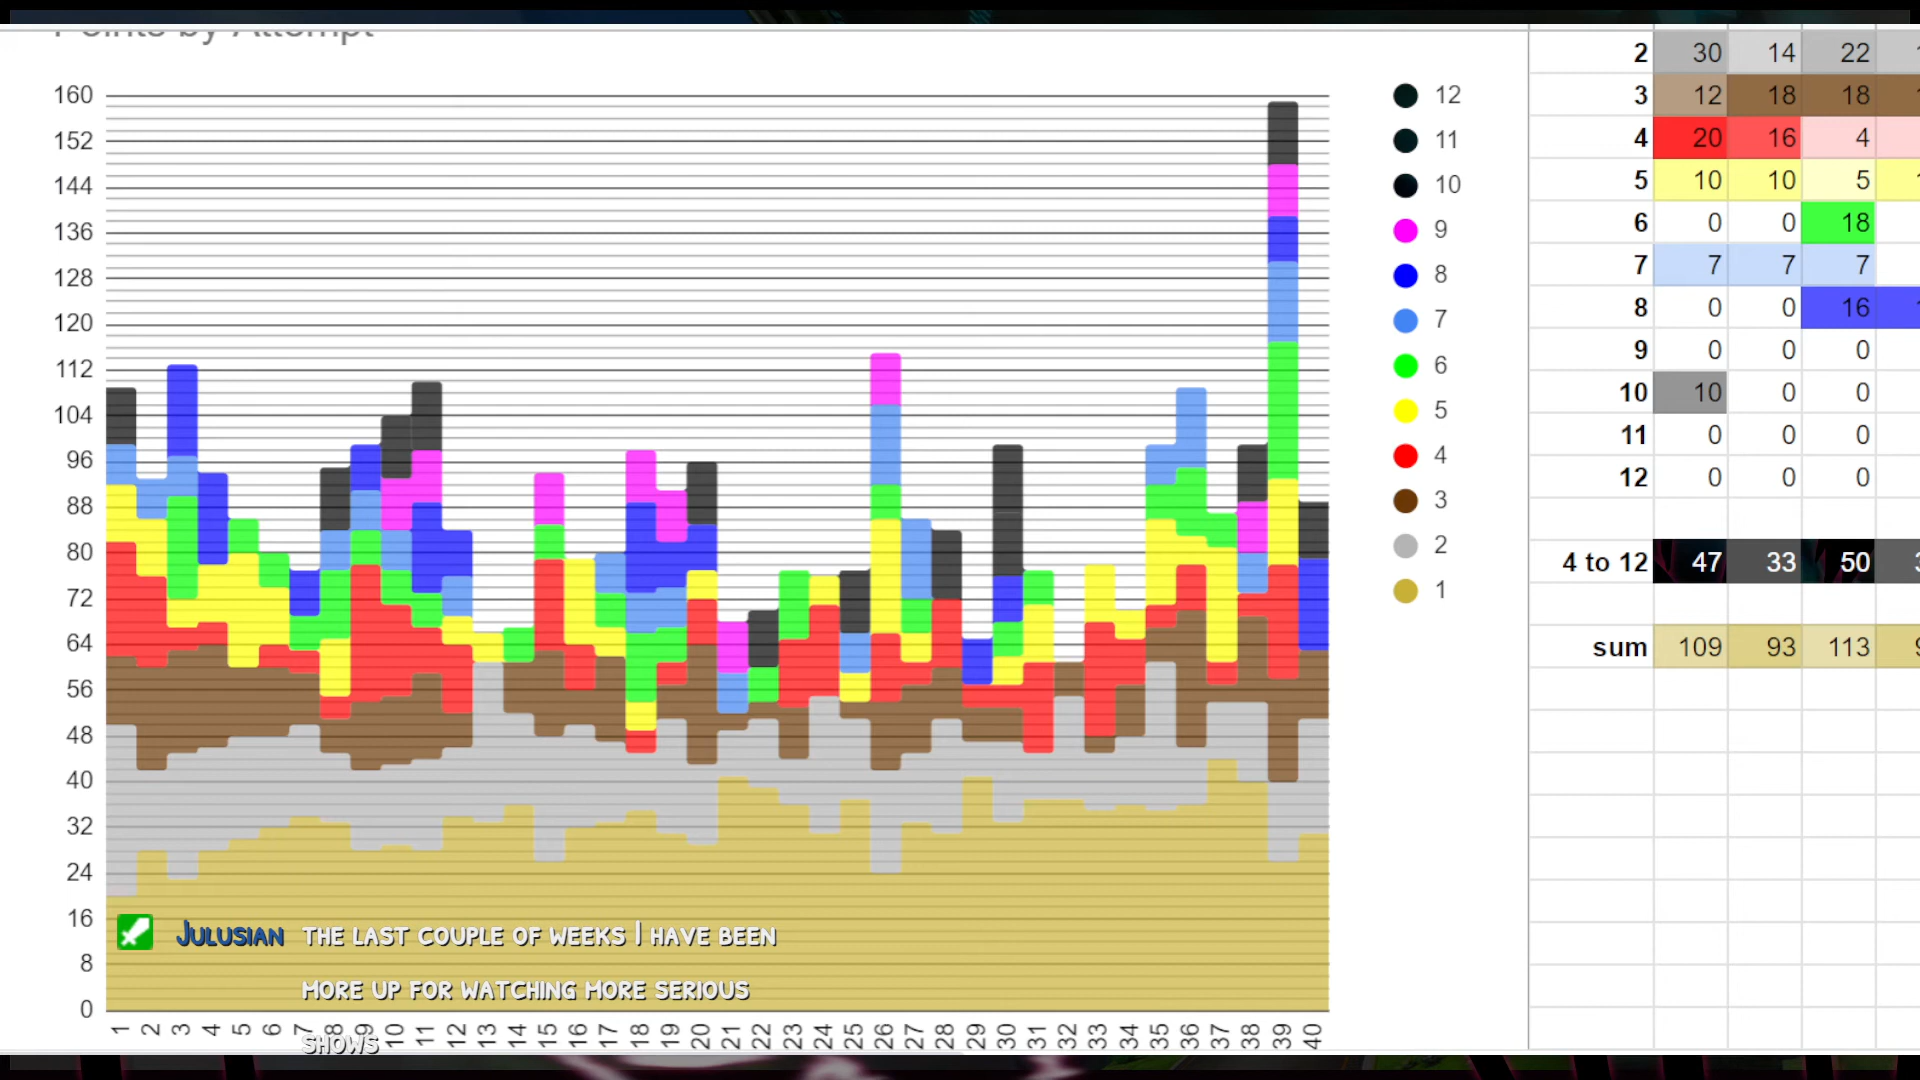 Points by Attempt
160
152
144
136
128
120
112
104
96
88
80
72
64
56
48
40
32
24
16
8
0
1 2 3 4 5 6 7 8 9 10 11 12 13 14 15 16 17 18 19 20 21 22 23 24 25 26 27 28 29 30 31 32 33 34 35 36 37 38 39 40
12
11
10
9
8
7
6
5
4
3
2
1
Julusian the last couple of weeks I have been
more up for watching more serious
shows
2 30 14 22
3 12 18 18
4 20 16 4
5 10 10 5
6 0 0 18
7 7 7 7
8 0 0 16
9 0 0 0
10 10 0 0
11 0 0 0
12 0 0 0
4 to 12 47 33 50
sum 109 93 113